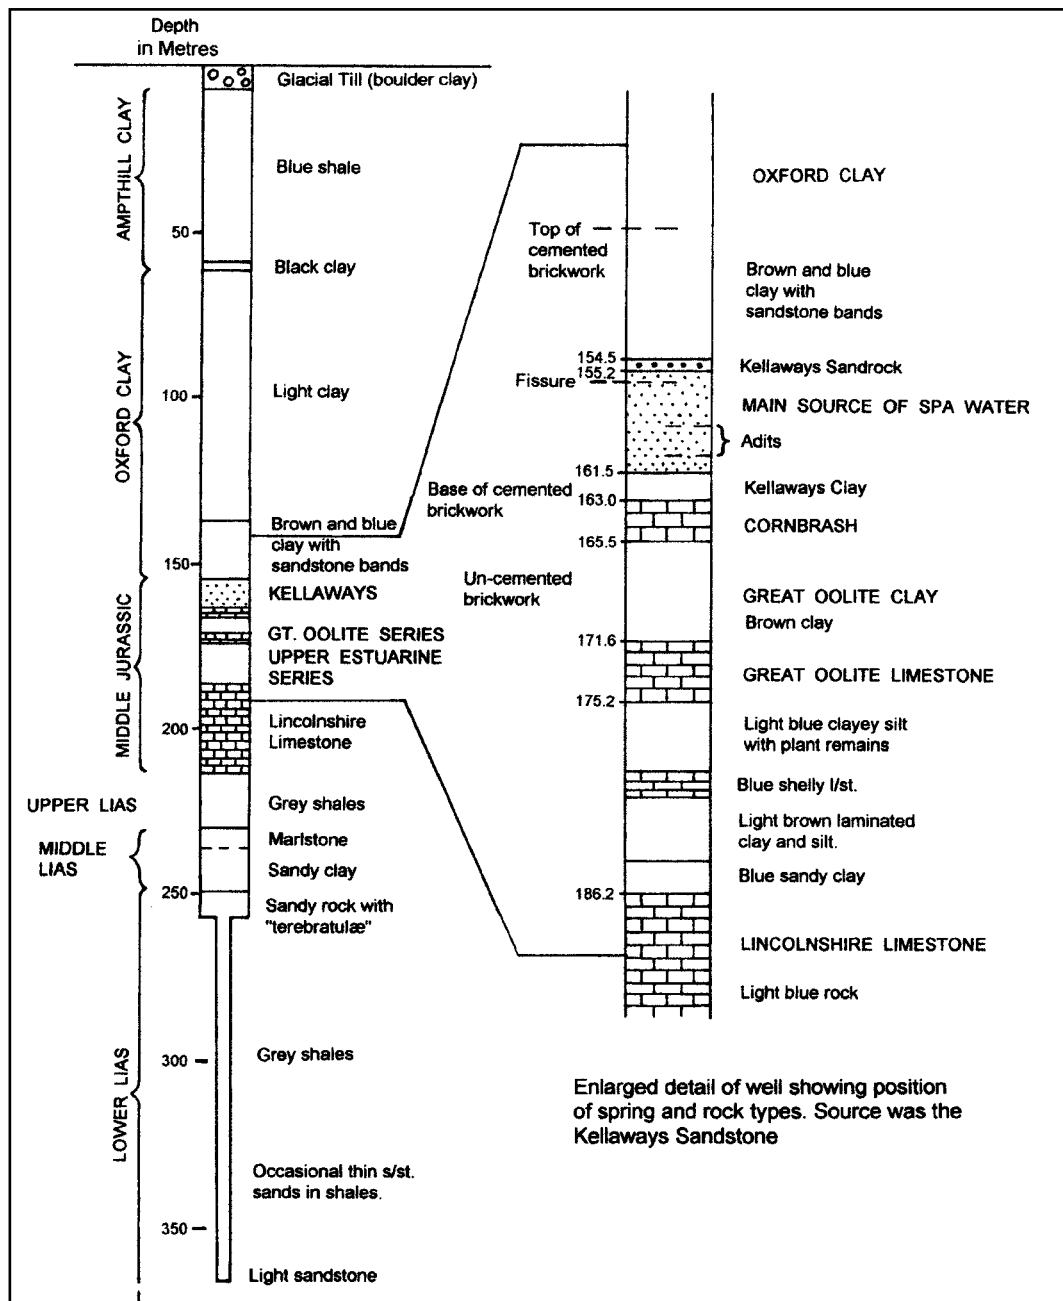 Depth
in Metres
Glacial Till (boulder clay)
AMPTHILL CLAY
Blue shale
50
Black clay
OXFORD CLAY
Light clay
100
Brown and blue
clay with
sandstone bands
150
MIDDLE JURASSIC
KELLAWAYS
GT. OOLITE SERIES
UPPER ESTUARINE
SERIES
200
Lincolnshire
Limestone
UPPER LIAS
Grey shales
MIDDLE
LIAS
Marlstone
Sandy clay
250
Sandy rock with
"terebratulæ"
LOWER LIAS
300
Grey shales
Occasional thin s/st.
sands in shales.
350
Light sandstone
OXFORD CLAY
Top of
cemented
brickwork
Brown and blue
clay with
sandstone bands
154.5
Kellaways Sandrock
155.2
Fissure
MAIN SOURCE OF SPA WATER
Adits
161.5
Base of cemented
brickwork
Kellaways Clay
163.0
CORNBRASH
165.5
Un-cemented
brickwork
GREAT OOLITE CLAY
Brown clay
171.6
GREAT OOLITE LIMESTONE
175.2
Light blue clayey silt
with plant remains
Blue shelly l/st.
Light brown laminated
clay and silt.
Blue sandy clay
186.2
LINCOLNSHIRE LIMESTONE
Light blue rock
Enlarged detail of well showing position
of spring and rock types. Source was the
Kellaways Sandstone